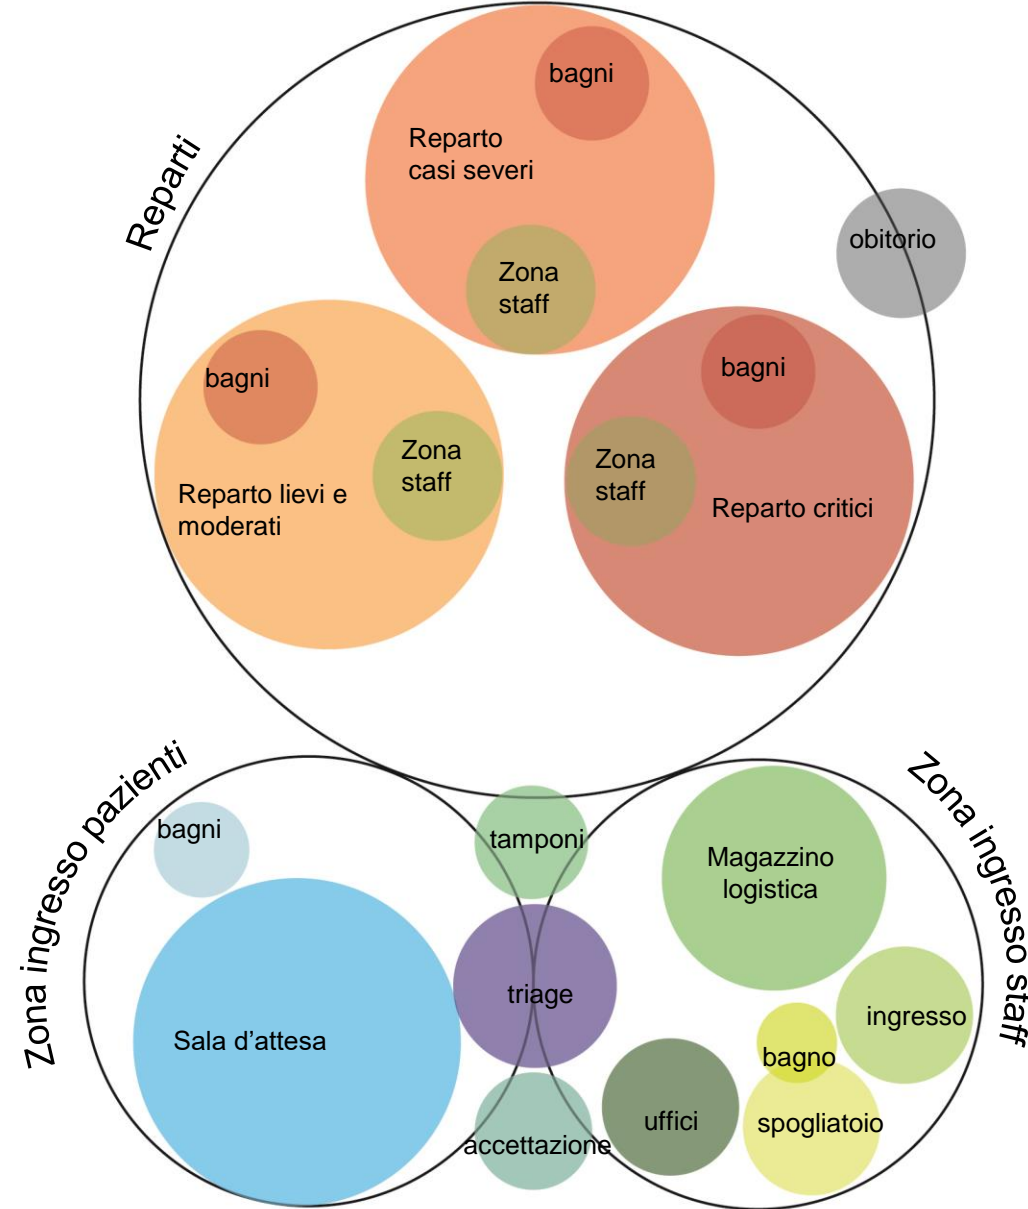 Reparti
bagni
Reparto
casi severi
Zona
staff
obitorio
bagni
Zona
staff
Reparto lievi e
moderati
bagni
Zona
staff
Reparto critici
Zona ingresso pazienti
bagni
Sala d’attesa
tamponi
triage
accettazione
Zona ingresso staff
Magazzino
logistica
ingresso
bagno
spogliatoio
uffici